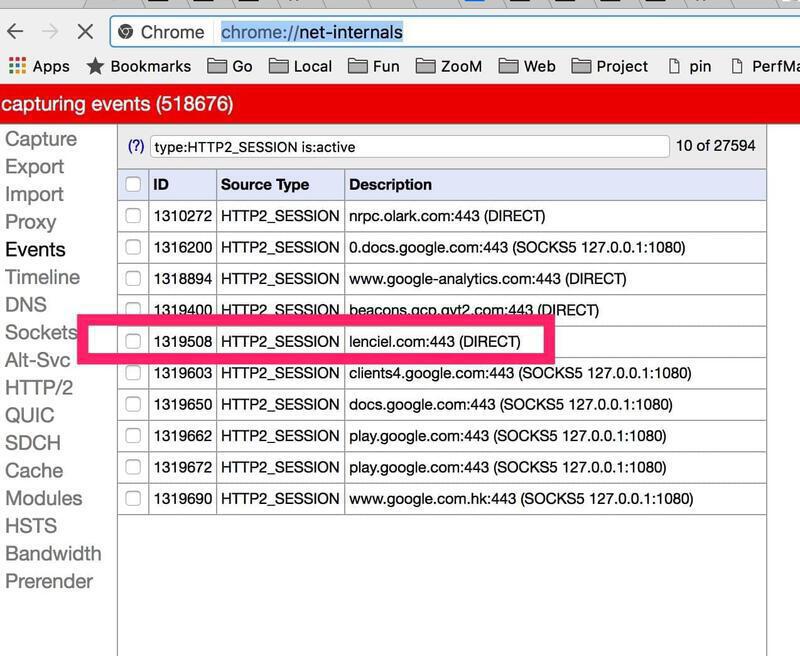 Chrome chrome://net-internals
Apps Bookmarks Go Local Fun ZooM Web Project pin PerfMa
capturing events (518676)
Capture
Export
Import
Proxy
Events
Timeline
DNS
Sockets
Alt-Svc
HTTP/2
QUIC
SDCH
Cache
Modules
HSTS
Bandwidth
Prerender
(?) type:HTTP2_SESSION is:active 10 of 27594
ID Source Type Description
1310272 HTTP2_SESSION nrpc.olark.com:443 (DIRECT)
1316200 HTTP2_SESSION 0.docs.google.com:443 (SOCKS5 127.0.0.1:1080)
1318894 HTTP2_SESSION www.google-analytics.com:443 (DIRECT)
1319400 HTTP2_SESSION beacons.gcp.gvt2.com:443 (DIRECT)
1319508 HTTP2_SESSION lenciel.com:443 (DIRECT)
1319603 HTTP2_SESSION clients4.google.com:443 (SOCKS5 127.0.0.1:1080)
1319650 HTTP2_SESSION docs.google.com:443 (SOCKS5 127.0.0.1:1080)
1319662 HTTP2_SESSION play.google.com:443 (SOCKS5 127.0.0.1:1080)
1319672 HTTP2_SESSION play.google.com:443 (SOCKS5 127.0.0.1:1080)
1319690 HTTP2_SESSION www.google.com.hk:443 (SOCKS5 127.0.0.1:1080)